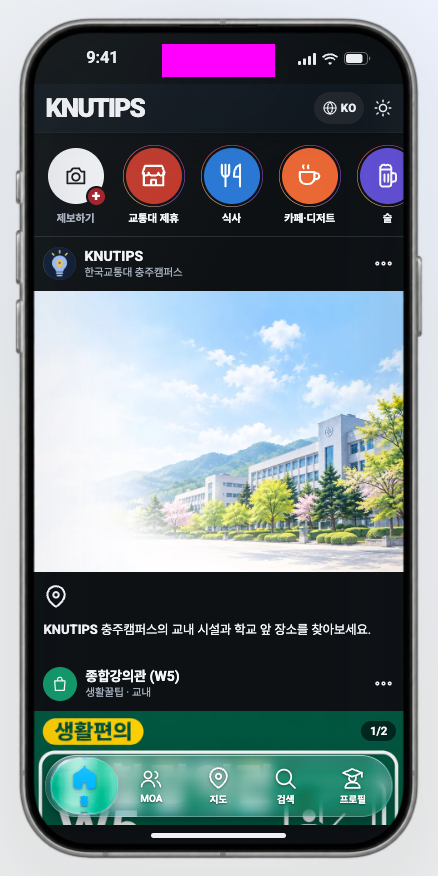 9:41
KNUTIPS
KO
제보하기
교통대 제휴
식사
카페·디저트
술
KNUTIPS
한국교통대 충주캠퍼스
KNUTIPS 충주캠퍼스의 교내 시설과 학교 앞 장소를 찾아보세요.
종합강의관 (W5)
생활꿀팁 · 교내
생활편의
1/2
W5
MOA
지도
검색
프로필